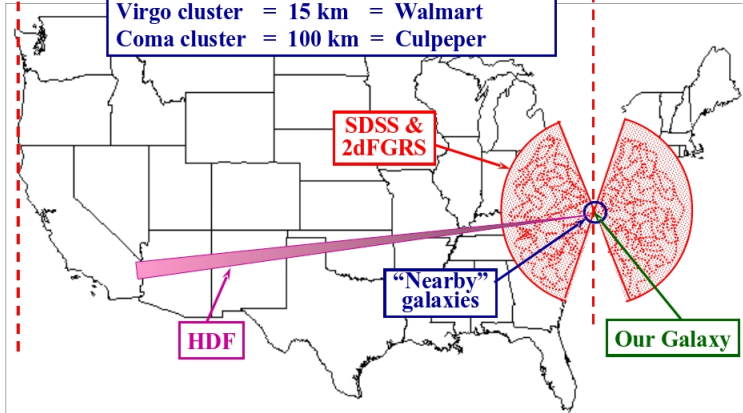 Virgo cluster = 15 km = Walmart
Coma cluster = 100 km = Culpeper
SDSS &
2dFGRS
"Nearby"
galaxies
HDF
Our Galaxy